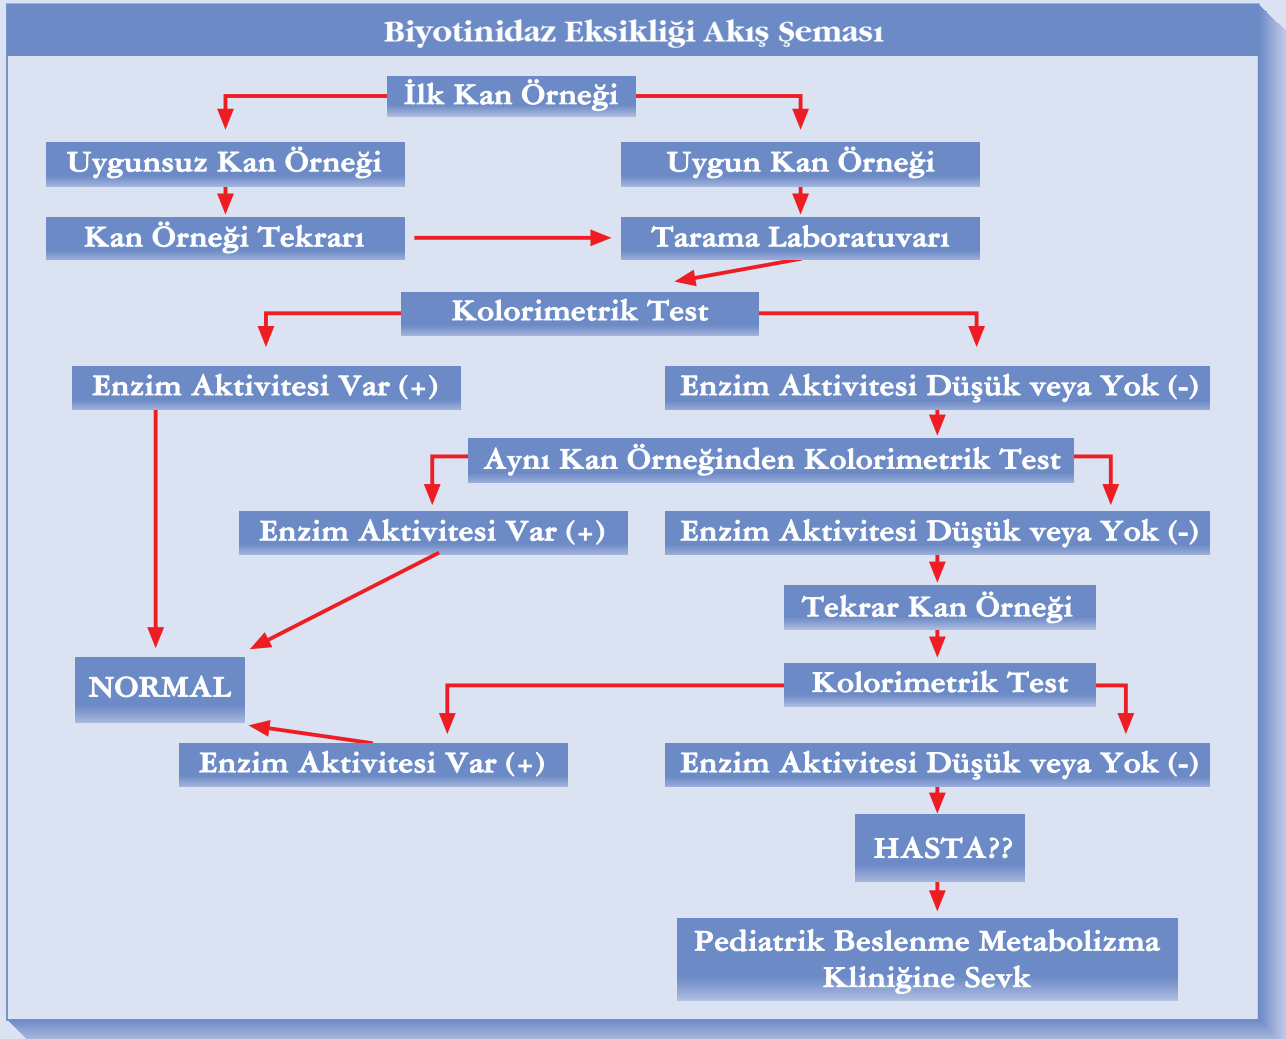 Biyotinidaz Eksikliği Akış Şeması
İlk Kan Örneği
Uygunsuz Kan Örneği
Uygun Kan Örneği
Kan Örneği Tekrarı
Tarama Laboratuvarı
Kolorimetrik Test
Enzim Aktivitesi Var (+)
Enzim Aktivitesi Düşük veya Yok (-)
Aynı Kan Örneğinden Kolorimetrik Test
Enzim Aktivitesi Var (+)
Enzim Aktivitesi Düşük veya Yok (-)
Tekrar Kan Örneği
Kolorimetrik Test
NORMAL
Enzim Aktivitesi Var (+)
Enzim Aktivitesi Düşük veya Yok (-)
HASTA??
Pediatrik Beslenme Metabolizma
Kliniğine Sevk